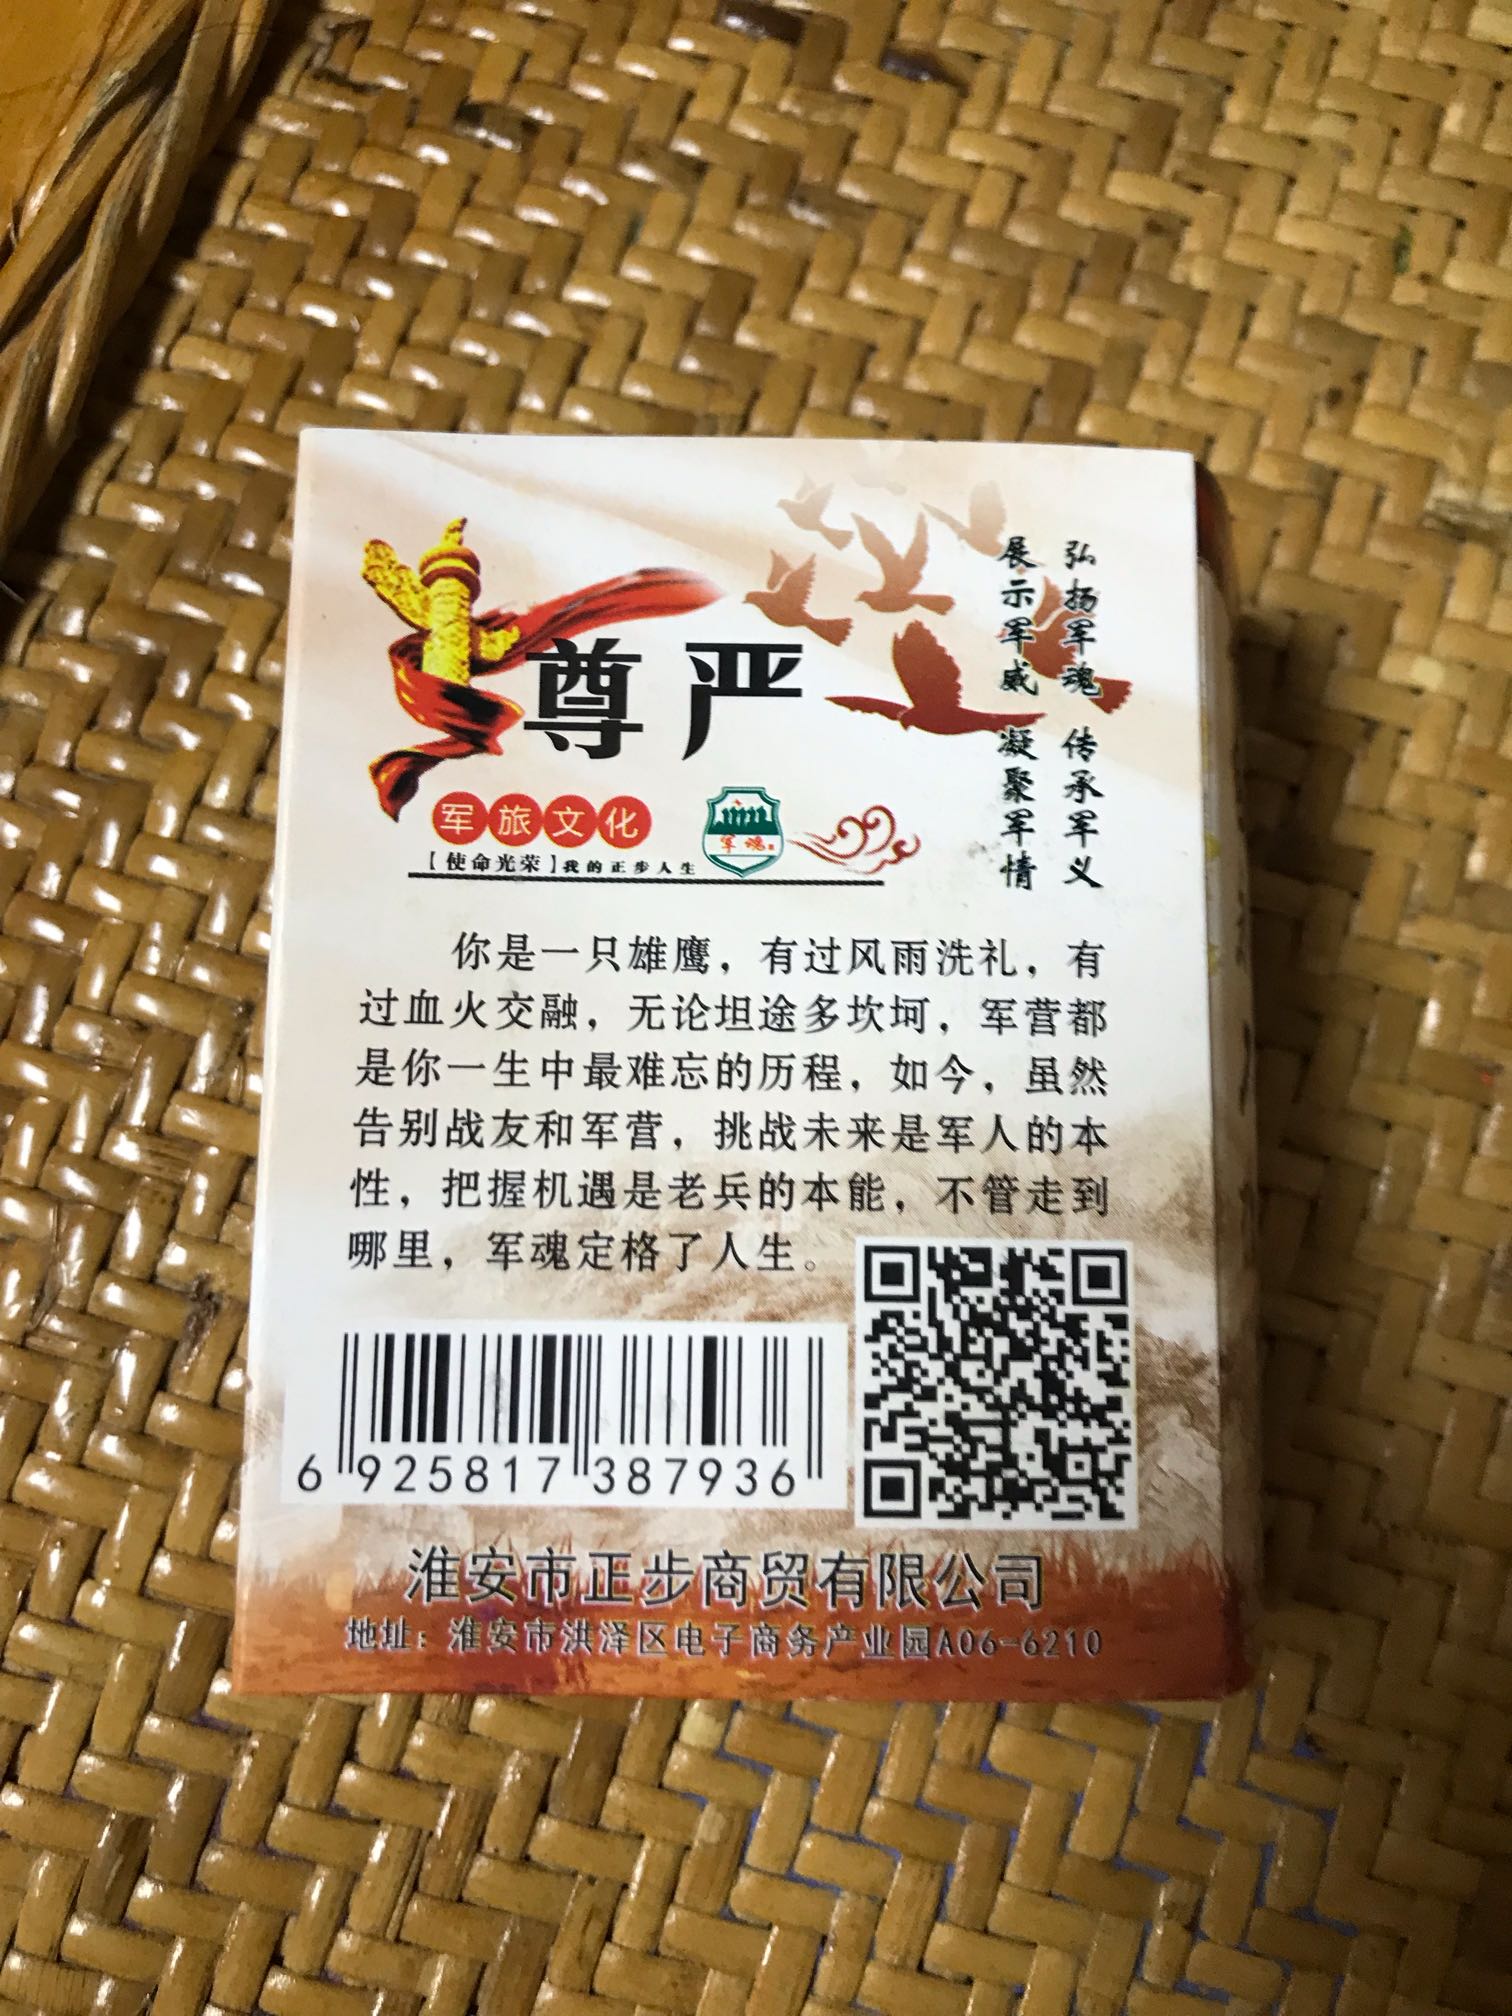 弘扬军魂 传承军义
展示军威 凝聚军情
尊严
军旅文化
【使命光荣】我的正步人生
军魂
你是一只雄鹰，有过风雨洗礼，有
过血火交融，无论坦途多坎坷，军营都
是你一生中最难忘的历程，如今，虽然
告别战友和军营，挑战未来是军人的本
性，把握机遇是老兵的本能，不管走到
哪里，军魂定格了人生。
6 925817 387936
淮安市正步商贸有限公司
地址：淮安市洪泽区电子商务产业园A06-6210